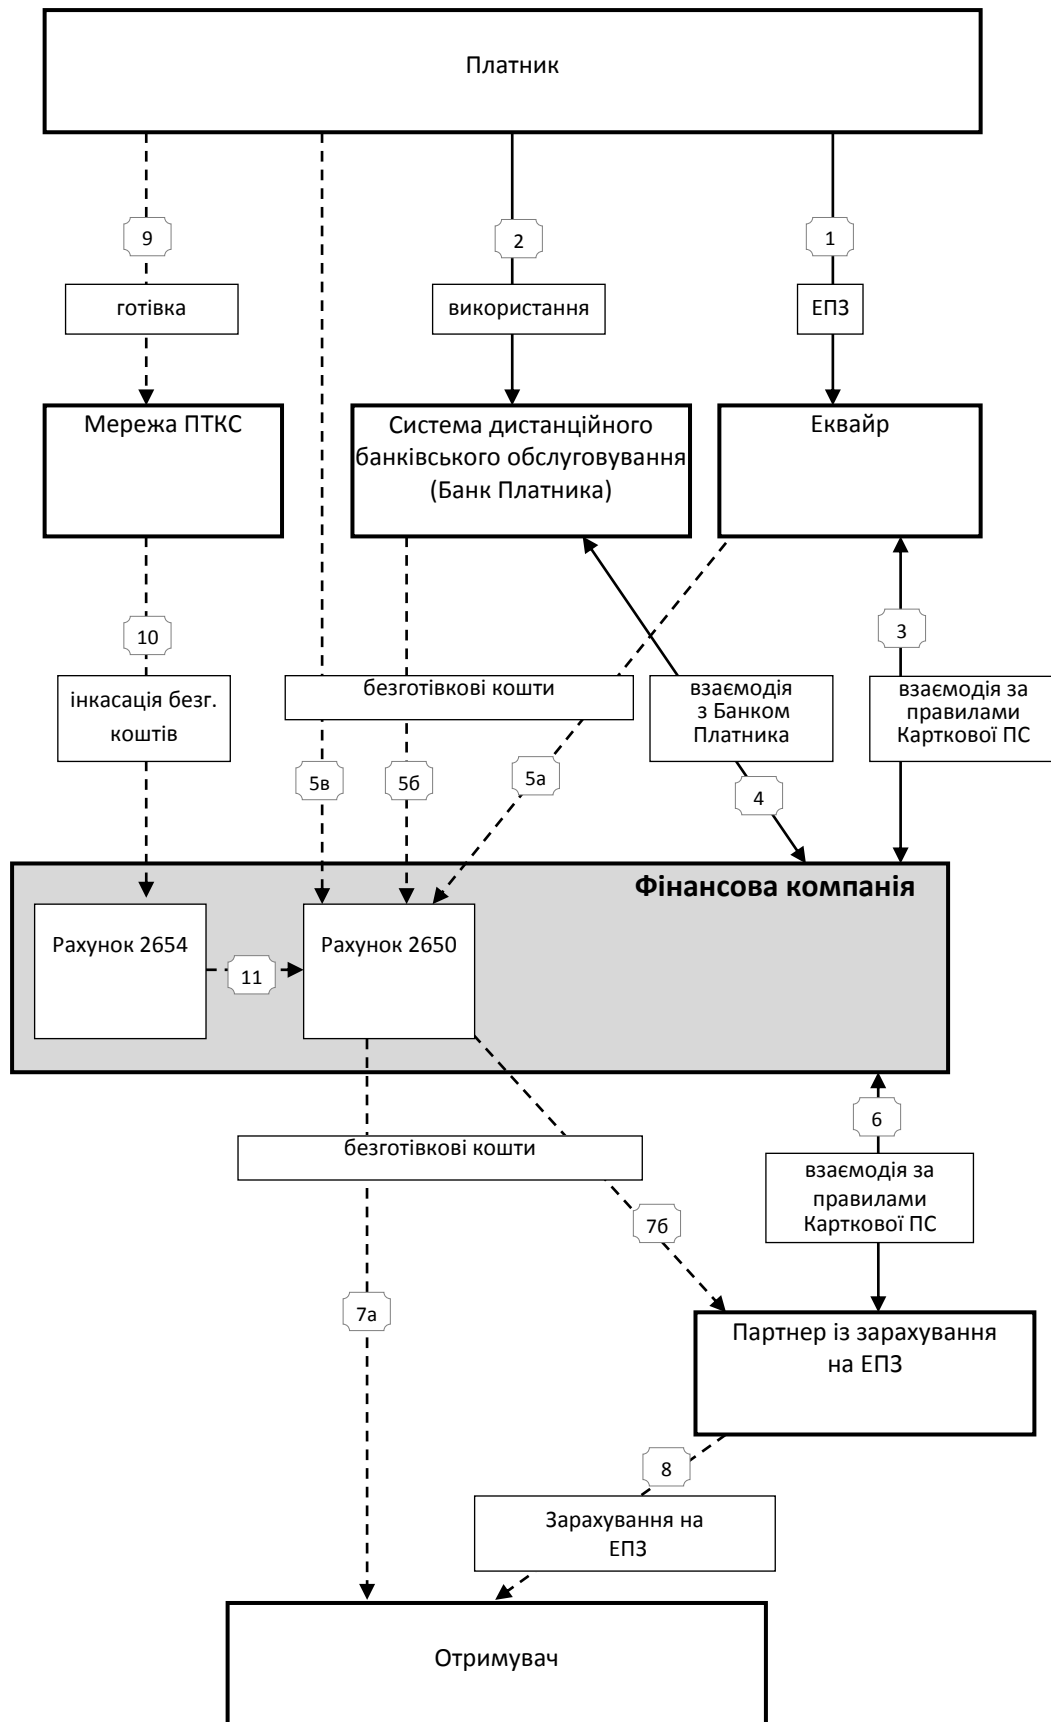 Платник
9
2
1
готівка
використання
ЕПЗ
Мережа ПТКС
Система дистанційного
банківського обслуговування
(Банк Платника)
Еквайр
10
3
інкасація безг.
коштів
безготівкові кошти
взаємодія
з Банком
Платника
взаємодія за
правилами
Карткової ПС
5в
5б
5а
4
Фінансова компанія
Рахунок 2654
11
Рахунок 2650
6
безготівкові кошти
взаємодія за
правилами
Карткової ПС
7б
7а
Партнер із зарахування
на ЕПЗ
8
Зарахування на
ЕПЗ
Отримувач